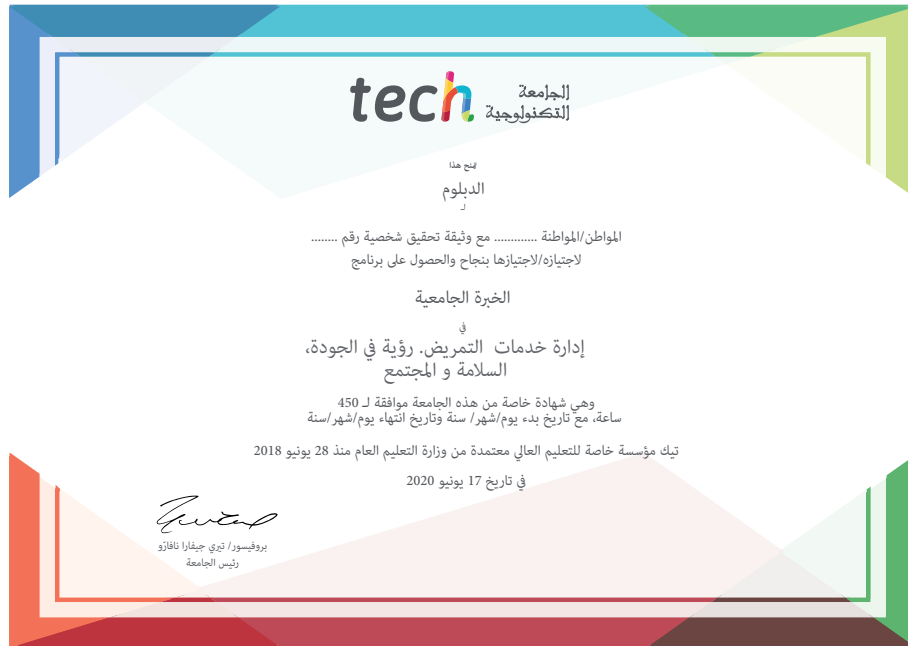 tech الجامعة
التكنولوجية
يمنح هذا
الدبلوم
لـ
المواطن/المواطنة ............. مع وثيقة تحقيق شخصية رقم ........
لاجتيازه/لاجتيازها بنجاح والحصول على برنامج
الخبرة الجامعية
في
إدارة خدمات التمريض. رؤية في الجودة،
السلامة و المجتمع
وهي شهادة خاصة من هذه الجامعة موافقة لـ 450
ساعة، مع تاريخ بدء يوم/شهر/ سنة وتاريخ انتهاء يوم/شهر/سنة
تيك مؤسسة خاصة للتعليم العالي معتمدة من وزارة التعليم العام منذ 28 يونيو 2018
في تاريخ 17 يونيو 2020
بروفيسور/ تيري جيفارا نافارّو
رئيس الجامعة